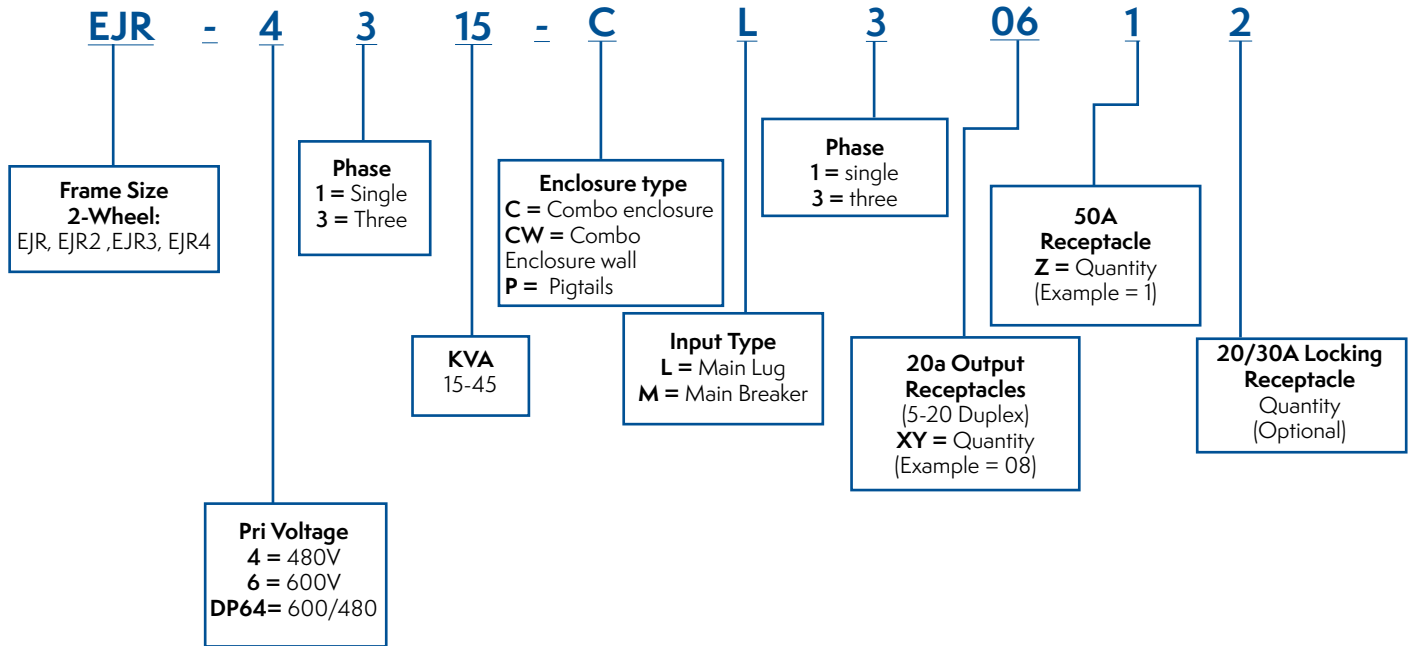 EJR - 4 3 15 - C L 3 06 1 2
Frame Size
2-Wheel:
EJR, EJR2 ,EJR3, EJR4
Phase
1 = Single
3 = Three
Enclosure type
C = Combo enclosure
CW = Combo
Enclosure wall
P = Pigtails
Phase
1 = single
3 = three
50A
Receptacle
Z = Quantity
(Example = 1)
KVA
15-45
Input Type
L = Main Lug
M = Main Breaker
20a Output
Receptacles
(5-20 Duplex)
XY = Quantity
(Example = 08)
20/30A Locking
Receptacle
Quantity
(Optional)
Pri Voltage
4 = 480V
6 = 600V
DP64= 600/480